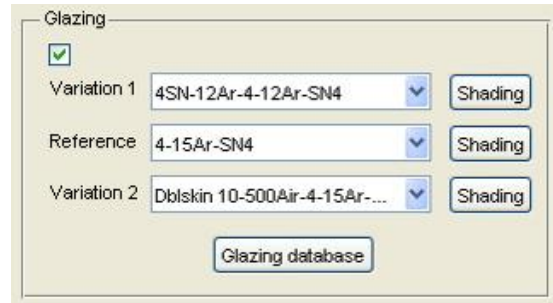 Glazing
Variation 1 4SN-12Ar-4-12Ar-SN4 Shading
Reference 4-15Ar-SN4 Shading
Variation 2 Dblskin 10-500Air-4-15Ar-... Shading
Glazing database